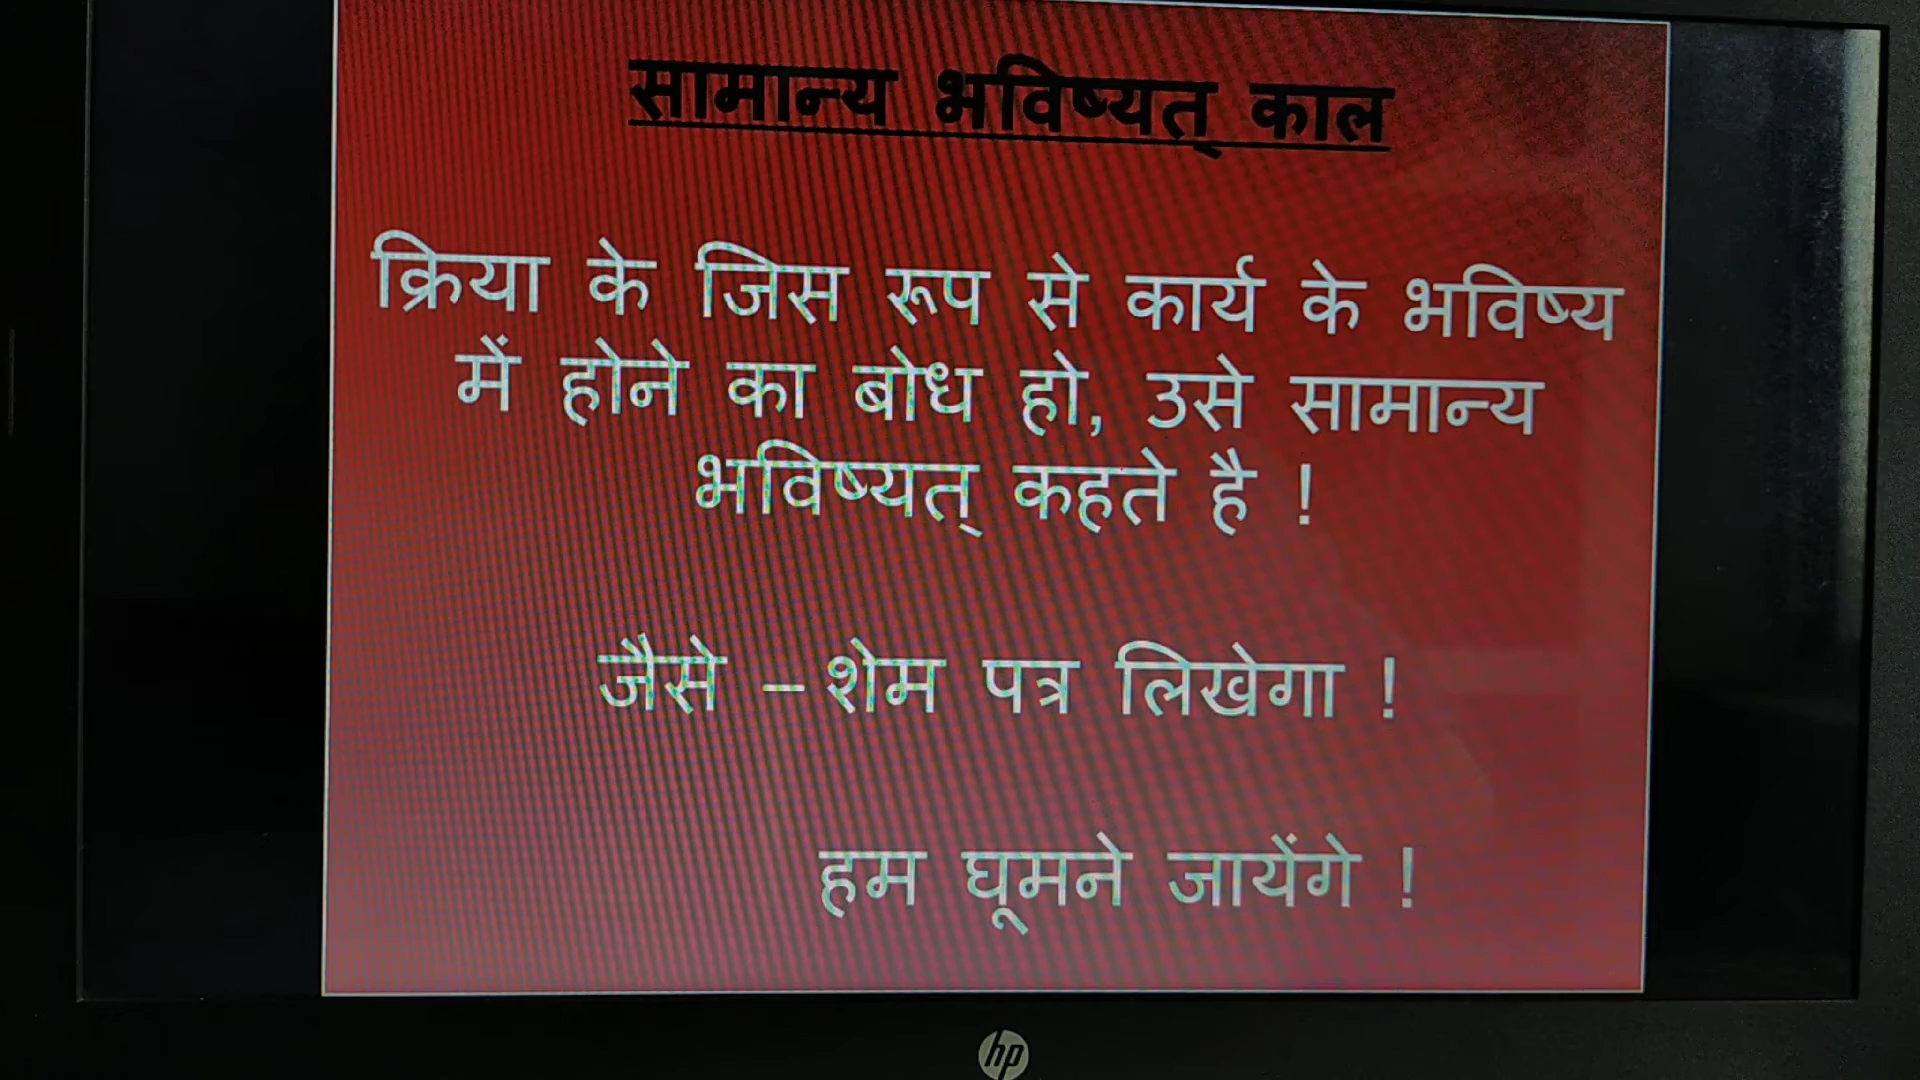 सामान्य भविष्यत् काल
क्रिया के जिस रूप से कार्य के भविष्य
में होने का बोध हो, उसे सामान्य
भविष्यत् कहते है !
जैसे – शेम पत्र लिखेगा !
हम घूमने जायेंगे !
hp